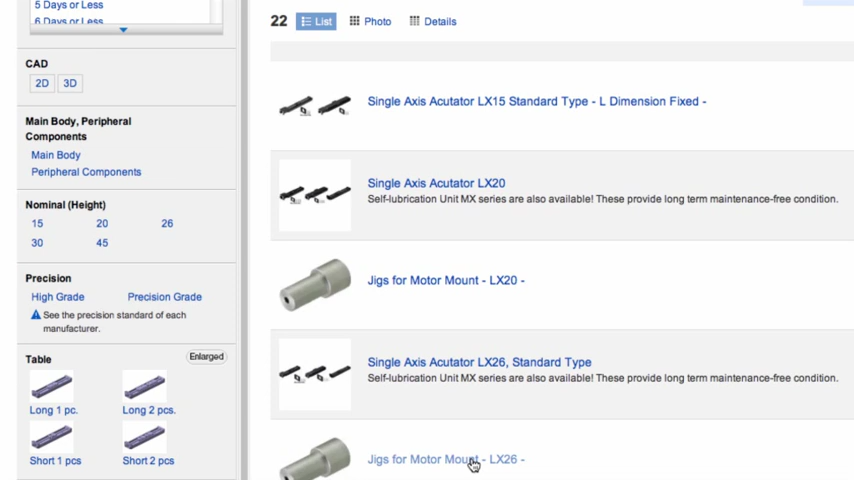 5 Days or Less
6 Days or Less
CAD
2D 3D
Main Body, Peripheral
Components
Main Body
Peripheral Components
Nominal (Height)
15 20 26
30 45
Precision
High Grade Precision Grade
See the precision standard of each
manufacturer.
Table Enlarged
Long 1 pc. Long 2 pcs.
Short 1 pcs Short 2 pcs
22 List Photo Details
Single Axis Acutator LX15 Standard Type - L Dimension Fixed -
Single Axis Acutator LX20
Self-lubrication Unit MX series are also available! These provide long term maintenance-free condition.
Jigs for Motor Mount - LX20 -
Single Axis Acutator LX26, Standard Type
Self-lubrication Unit MX series are also available! These provide long term maintenance-free condition.
Jigs for Motor Mount - LX26 -